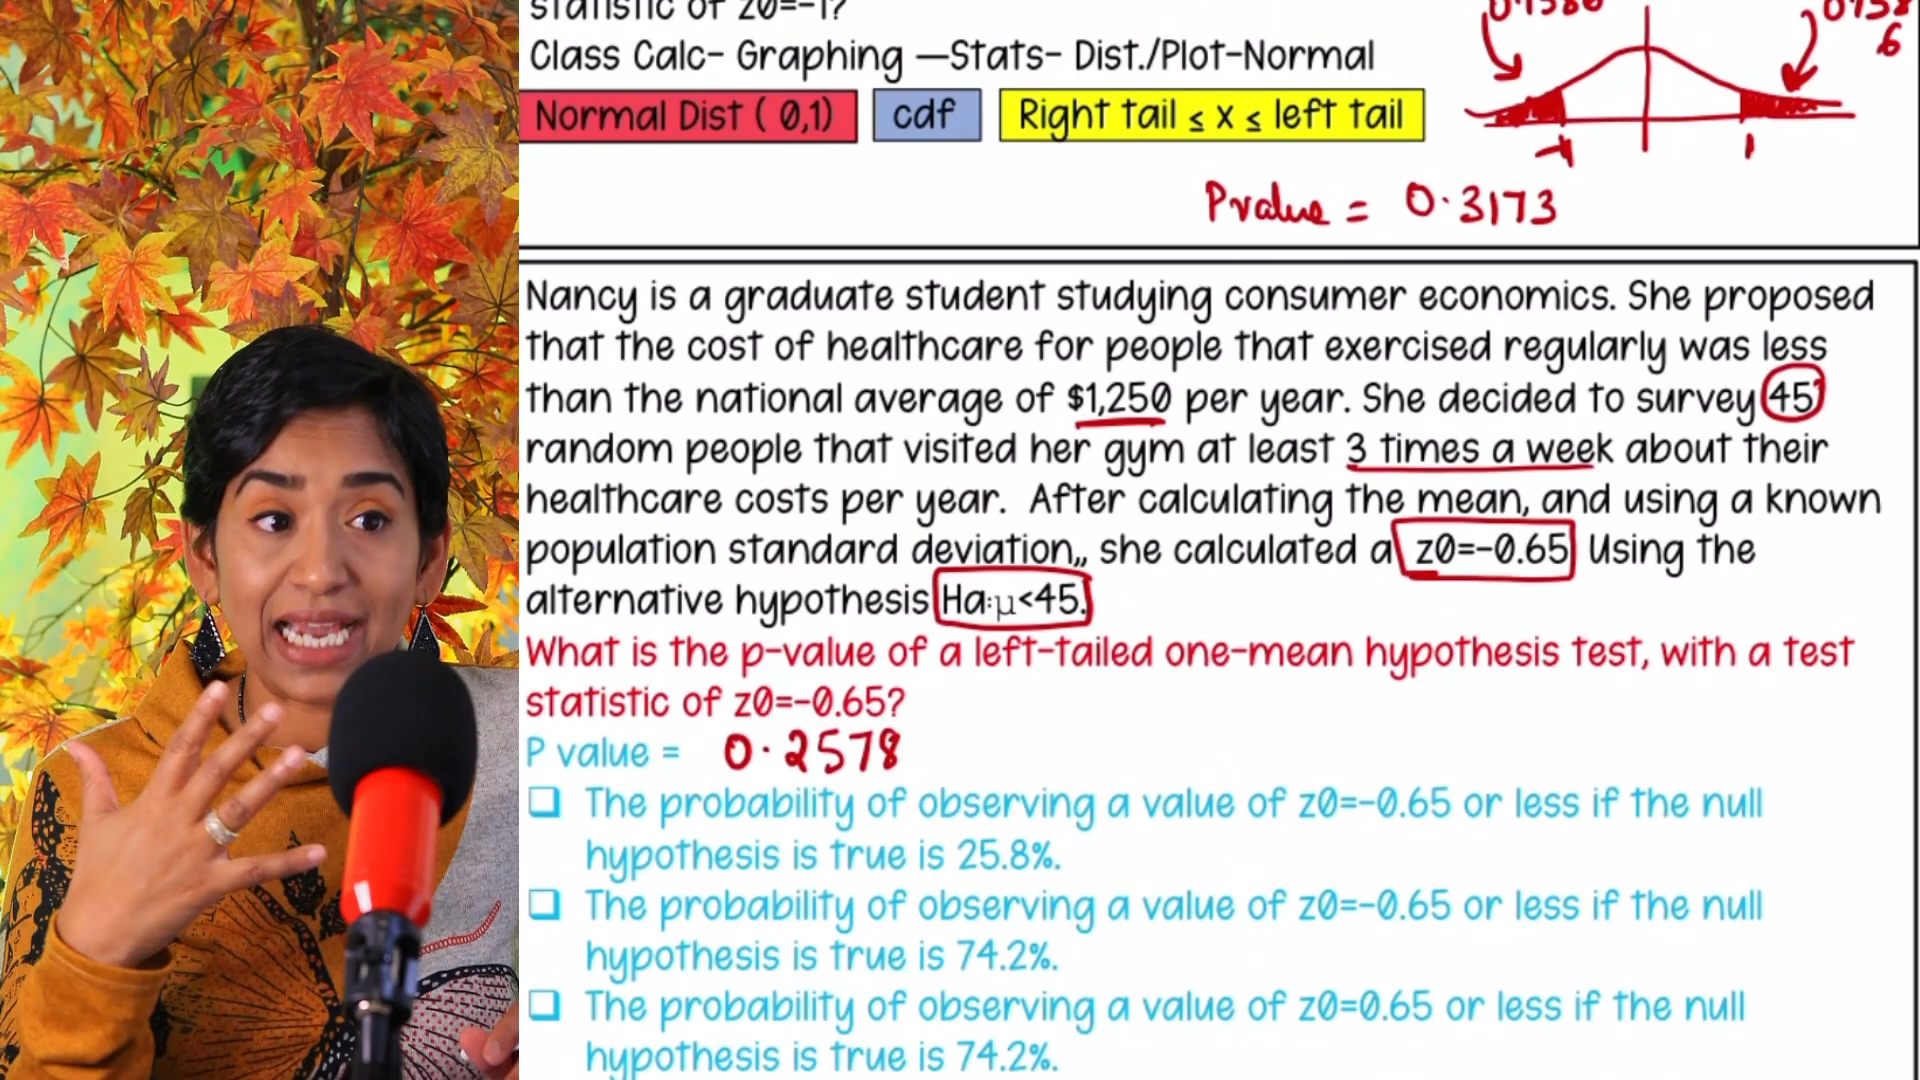 statistic of z0=-1?
Class Calc- Graphing —Stats- Dist./Plot-Normal
Normal Dist ( 0,1) cdf Right tail ≤ x ≤ left tail
-1 1
Pvalue = 0.3173
Nancy is a graduate student studying consumer economics. She proposed
that the cost of healthcare for people that exercised regularly was less
than the national average of $1,250 per year. She decided to survey 45
random people that visited her gym at least 3 times a week about their
healthcare costs per year. After calculating the mean, and using a known
population standard deviation,, she calculated a z0=-0.65 Using the
alternative hypothesis Ha:μ<45.
What is the p-value of a left-tailed one-mean hypothesis test, with a test
statistic of z0=-0.65?
P value = 0.2578
❑ The probability of observing a value of z0=-0.65 or less if the null
hypothesis is true is 25.8%.
❑ The probability of observing a value of z0=-0.65 or less if the null
hypothesis is true is 74.2%.
❑ The probability of observing a value of z0=0.65 or less if the null
hypothesis is true is 74.2%.